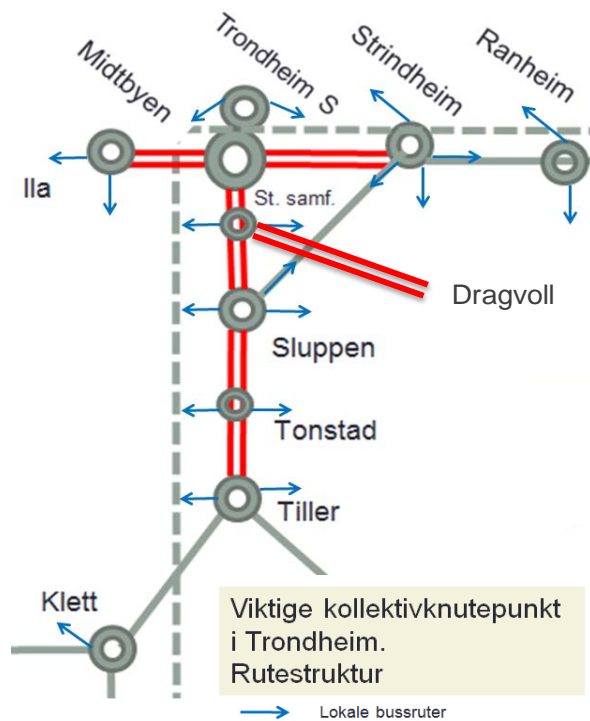 Midtbyen
Trondheim S
Strindheim
Ranheim
Ila
St. samf.
Dragvoll
Sluppen
Tonstad
Tiller
Klett
Viktige kollektivknutepunkt
i Trondheim.
Rutestruktur
Lokale bussruter